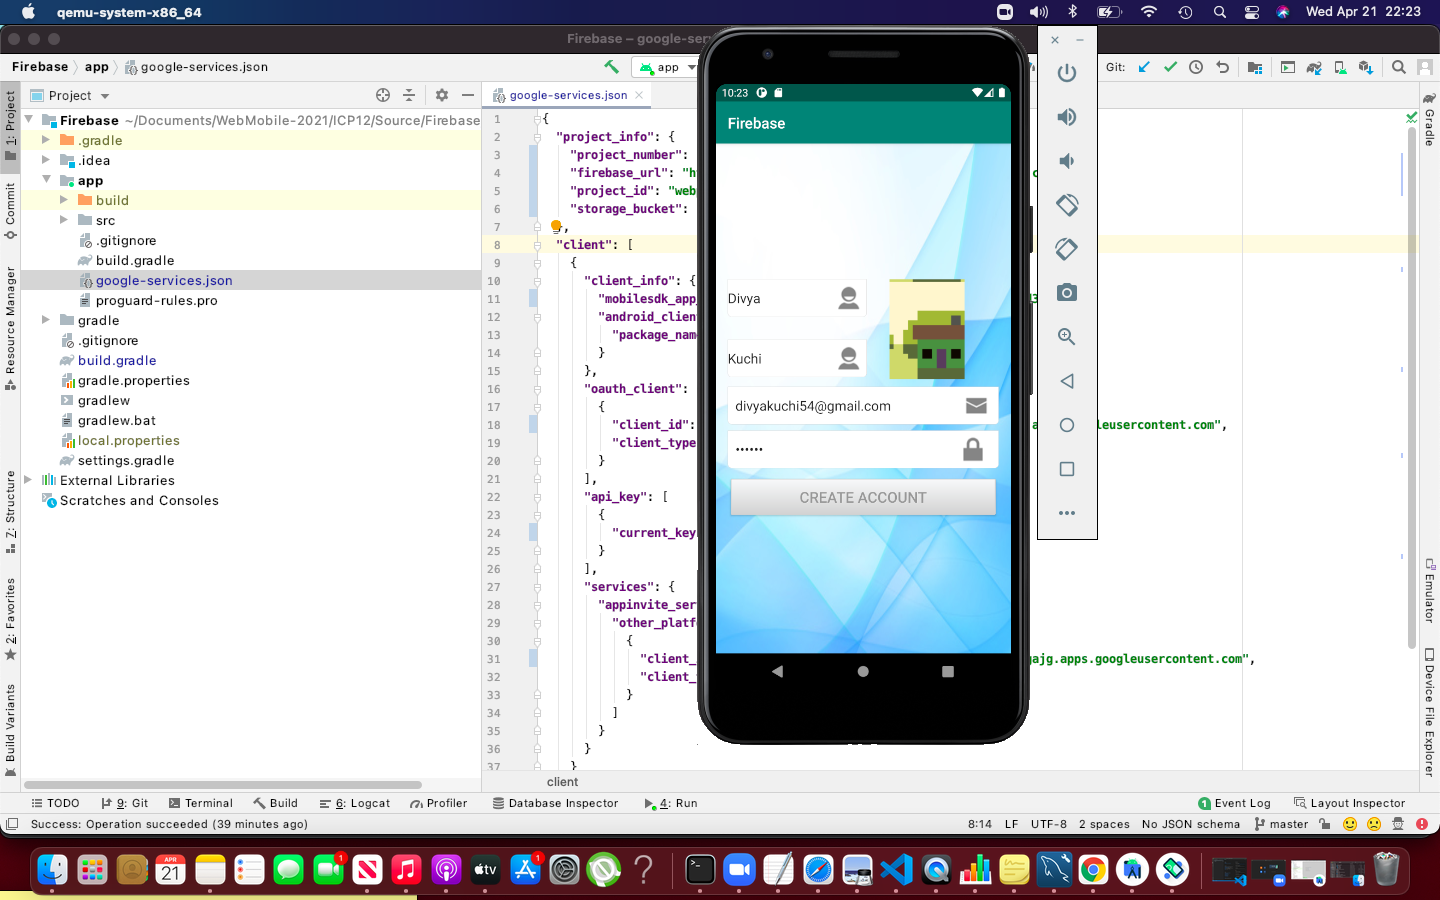 qemu-system-x86_64
Wed Apr 21 22:23
Firebase – google-ser
Firebase
app
google-services.json
app
Git:
Project
google-services.json
1: Project
Commit
Resource Manager
Z: Structure
2: Favorites
Build Variants
Firebase ~/Documents/WebMobile-2021/ICP12/Source/Firebase
.gradle
.idea
app
build
src
.gitignore
build.gradle
google-services.json
proguard-rules.pro
gradle
.gitignore
build.gradle
gradle.properties
gradlew
gradlew.bat
local.properties
settings.gradle
External Libraries
Scratches and Consoles
1 {
2 "project_info": {
3 "project_number":
4 "firebase_url": "h
5 "project_id": "web
6 "storage_bucket":
7 },
8 "client": [
9 {
10 "client_info": {
11 "mobilesdk_app_
12 "android_client
13 "package_name
14 }
15 },
16 "oauth_client":
17 {
18 "client_id": leusercontent.com",
19 "client_type
20 }
21 ],
22 "api_key": [
23 {
24 "current_key
25 }
26 ],
27 "services": {
28 "appinvite_ser
29 "other_platf
30 {
31 "client_ ajg.apps.googleusercontent.com",
32 "client_
33 }
34 ]
35 }
36 }
37 }
client
10:23
Firebase
Divya
Kuchi
divyakuchi54@gmail.com
••••••
CREATE ACCOUNT
Gradle
Emulator
Device File Explorer
TODO
9: Git
Terminal
Build
6: Logcat
Profiler
Database Inspector
4: Run
1 Event Log
Layout Inspector
Success: Operation succeeded (39 minutes ago)
8:14 LF UTF-8 2 spaces No JSON schema master
APR
21
1
1
tv